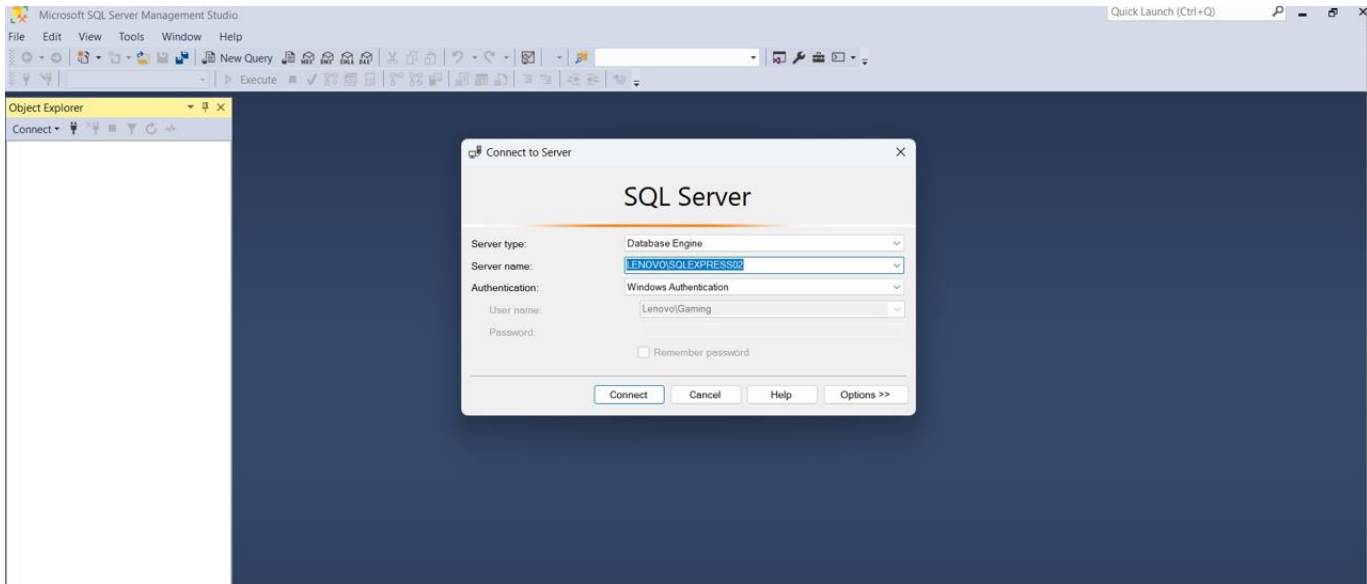 Microsoft SQL Server Management Studio
Quick Launch (Ctrl+Q)
File Edit View Tools Window Help
New Query
Execute
Object Explorer
Connect
Connect to Server
SQL Server
Server type: Database Engine
Server name: LENOVO\SQLEXPRESS02
Authentication: Windows Authentication
User name: Lenovo\Gaming
Password:
Remember password
Connect Cancel Help Options >>